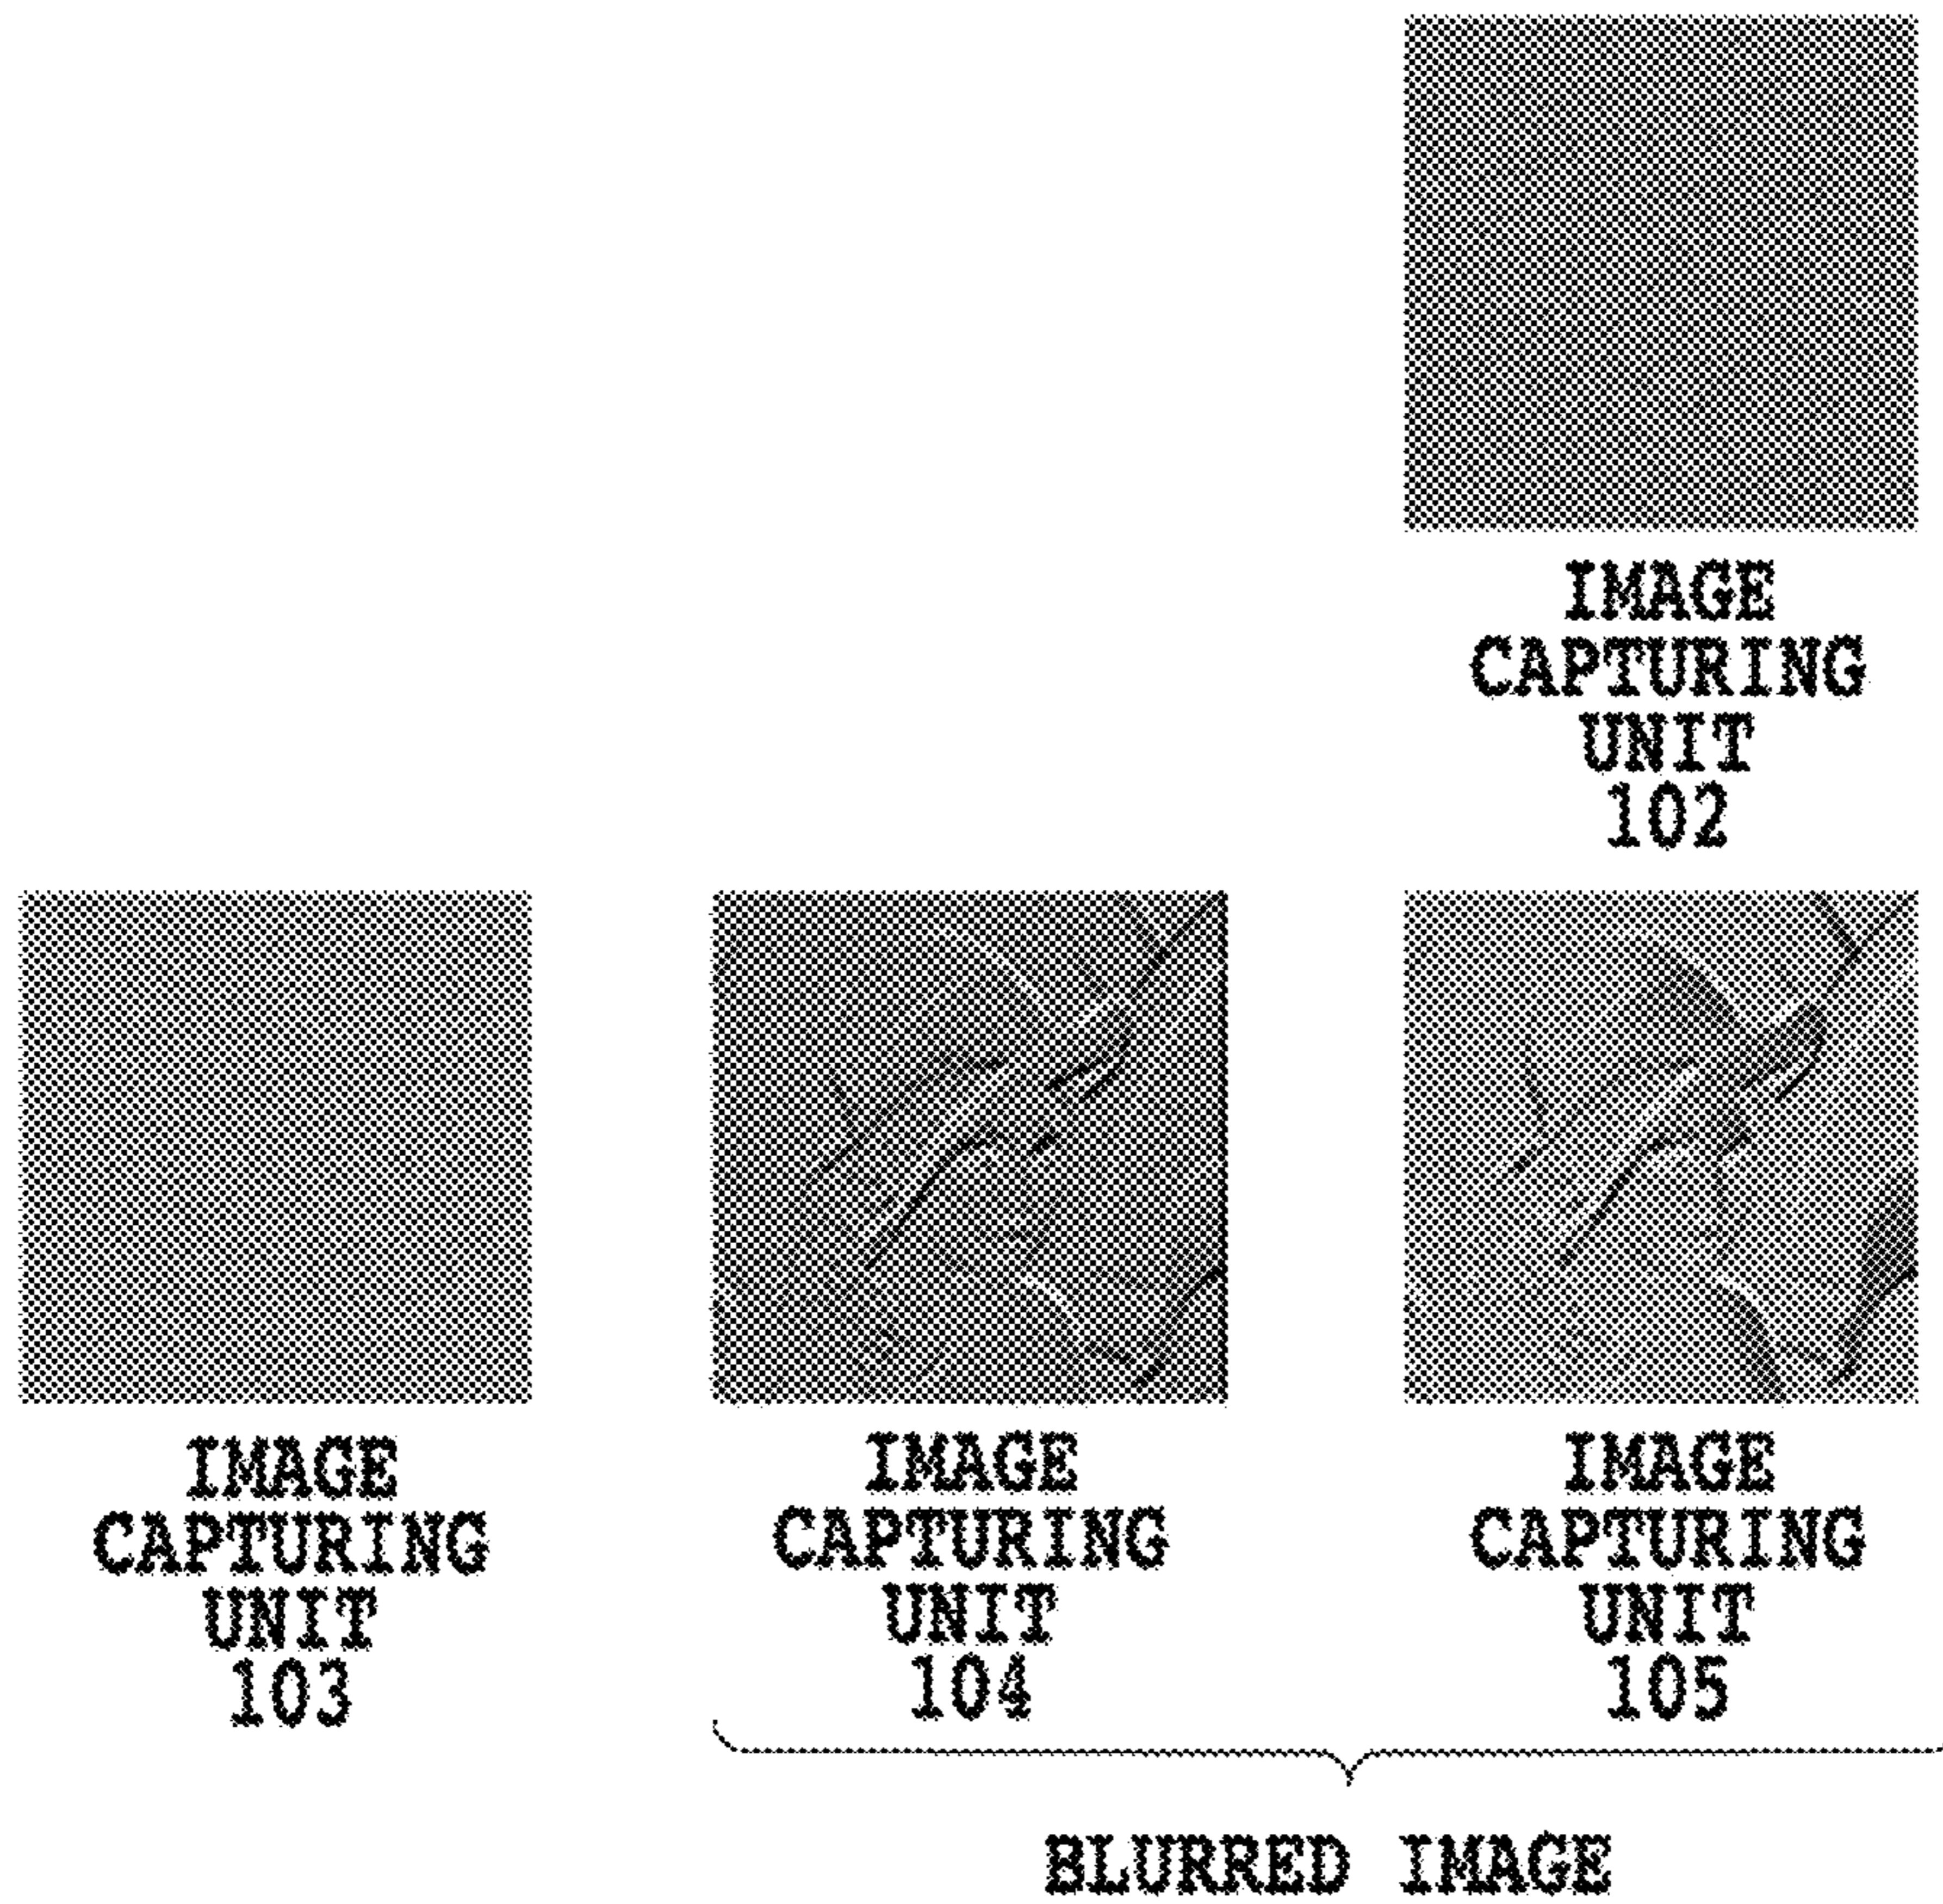 IMAGE
CAPTURING
UNIT
102
IMAGE
CAPTURING
UNIT
103
IMAGE
CAPTURING
UNIT
104
IMAGE
CAPTURING
UNIT
105
BLURRED IMAGE